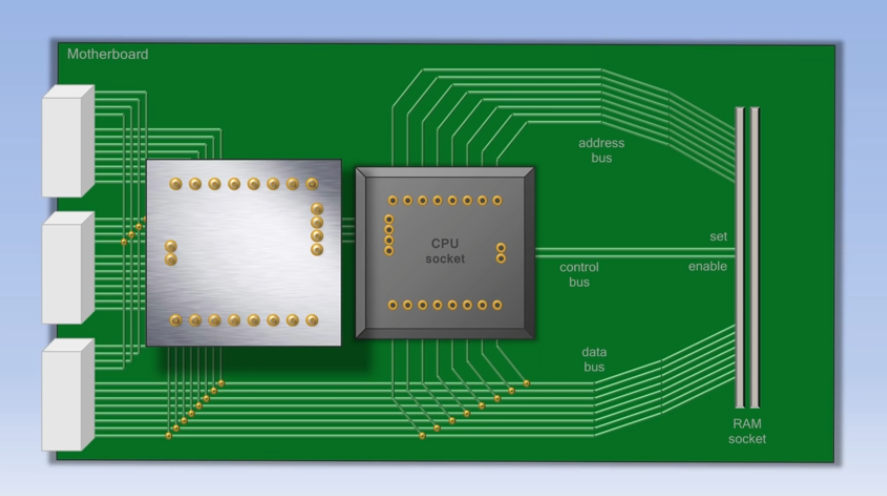 Motherboard
address
bus
CPU
socket
set
control
bus
enable
data
bus
RAM
socket